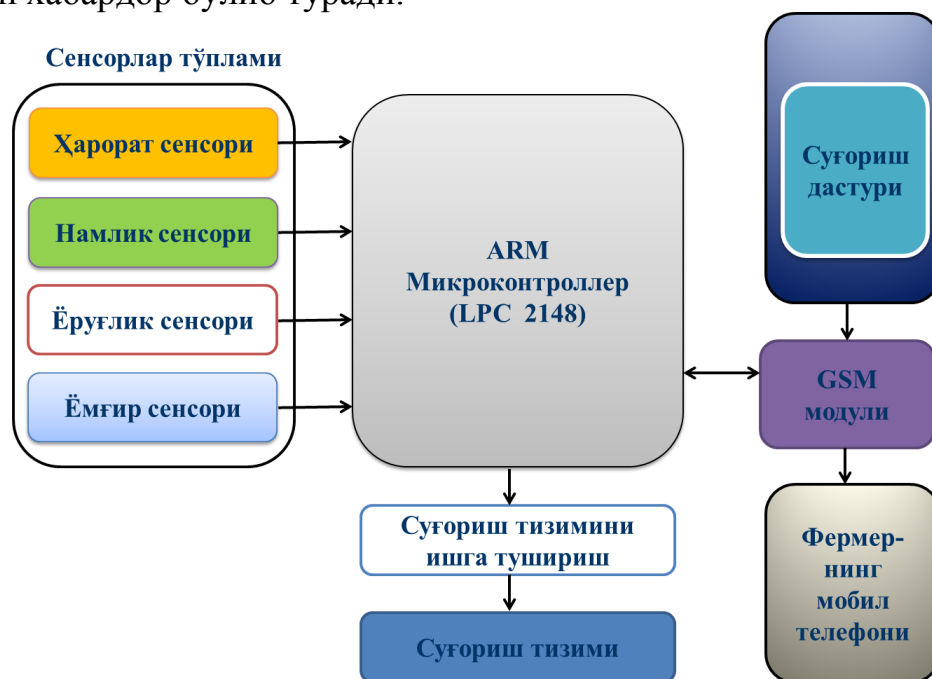 хабардор бўлиб туради.
Сенсорлар тўплами
Ҳарорат сенсори
Намлик сенсори
Ёруғлик сенсори
Ёмғир сенсори
ARM
Микроконтроллер
(LPC 2148)
Суғориш тизимини
ишга тушириш
Суғориш тизими
Суғориш
дастури
GSM
модули
Фермер-
нинг
мобил
телефони